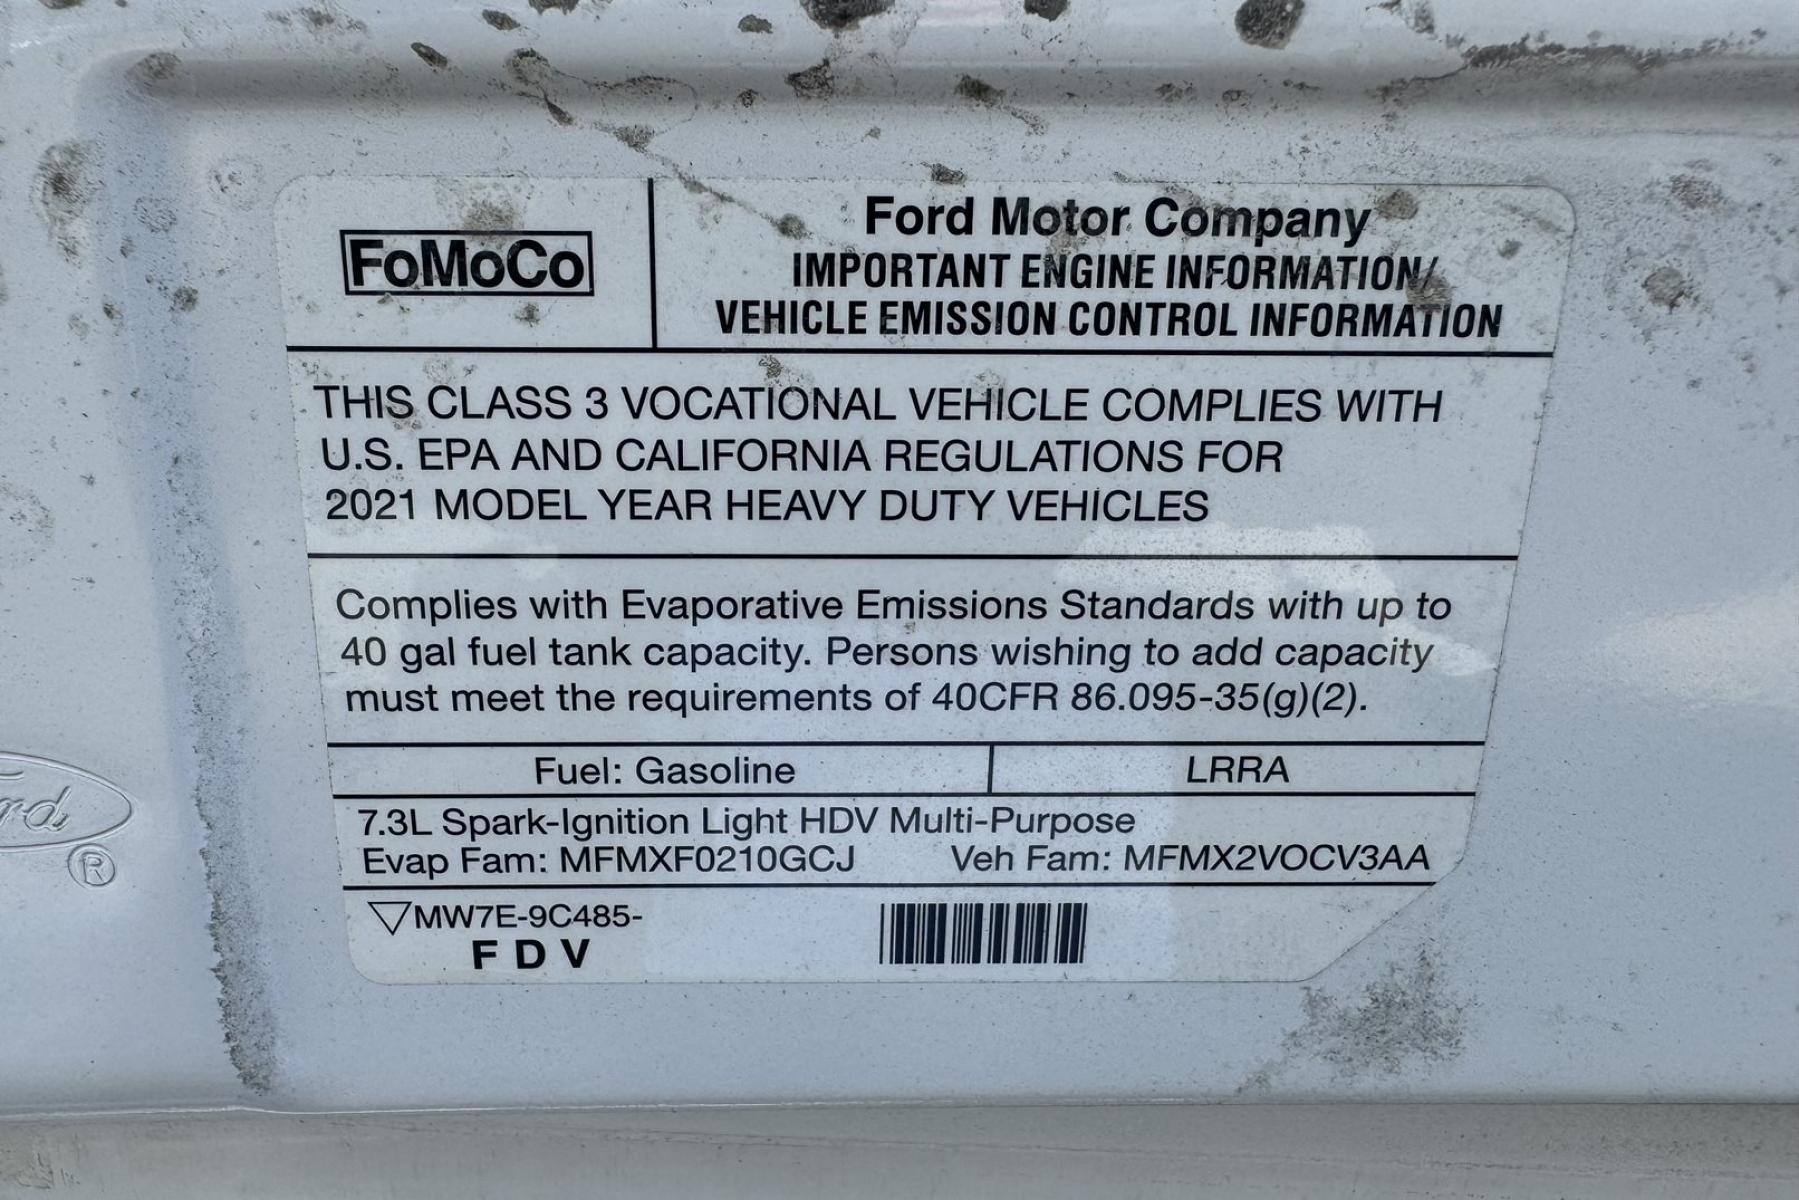 FoMoCo
Ford Motor Company
IMPORTANT ENGINE INFORMATION/
VEHICLE EMISSION CONTROL INFORMATION
THIS CLASS 3 VOCATIONAL VEHICLE COMPLIES WITH
U.S. EPA AND CALIFORNIA REGULATIONS FOR
2021 MODEL YEAR HEAVY DUTY VEHICLES
Complies with Evaporative Emissions Standards with up to
40 gal fuel tank capacity. Persons wishing to add capacity
must meet the requirements of 40CFR 86.095-35(g)(2).
Fuel: Gasoline LRRA
7.3L Spark-Ignition Light HDV Multi-Purpose
Evap Fam: MFMXF0210GCJ Veh Fam: MFMX2VOCV3AA
MW7E-9C485-
F D V
rd
®